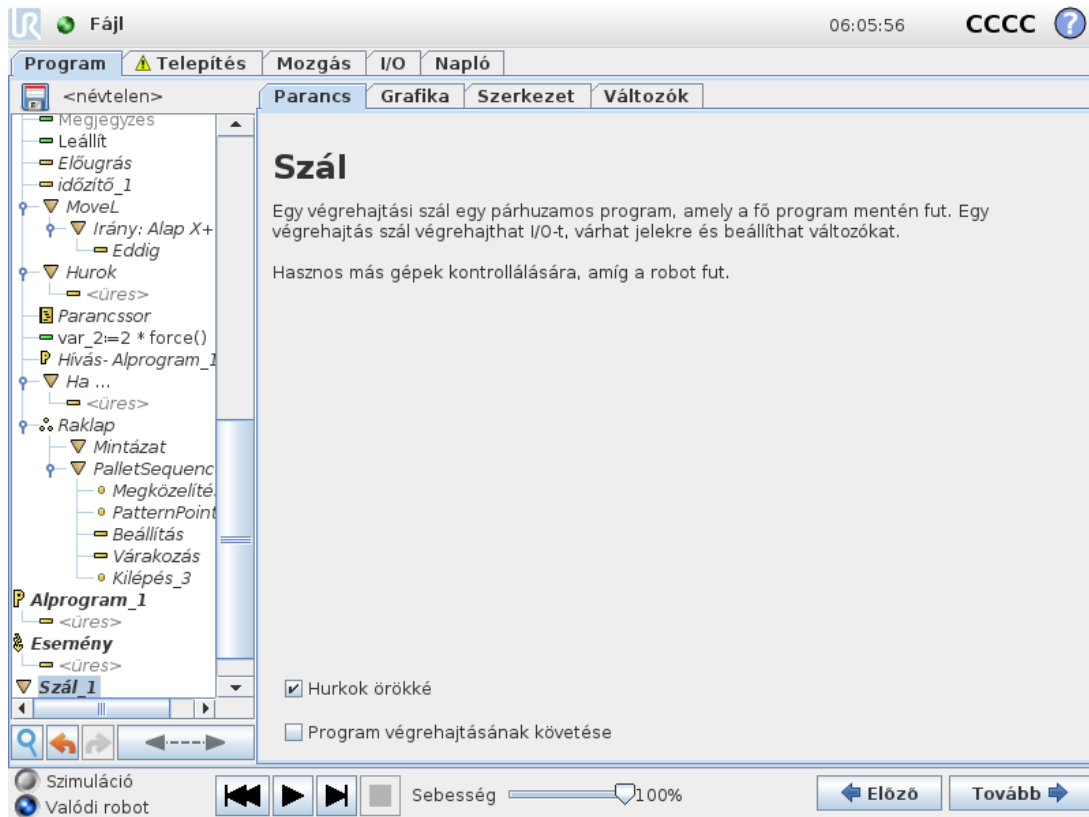 UR Fájl 06:05:56 CCCC ?
Program Telepítés Mozgás I/O Napló
<névtelen>
Parancs Grafika Szerkezet Változók
Megjegyzés
Leállít
Előugrás
időzítő_1
MoveL
Irány: Alap X+
Eddig
Hurok
<üres>
Parancssor
var_2≔2 * force()
Hívás- Alprogram_1
Ha ...
<üres>
Raklap
Mintázat
PalletSequenc
Megközelítés
PatternPoint
Beállítás
Várakozás
Kilépés_3
Alprogram_1
<üres>
Esemény
<üres>
Szál_1
Szál
Egy végrehajtási szál egy párhuzamos program, amely a fő program mentén fut. Egy
végrehajtás szál végrehajthat I/O-t, várhat jelekre és beállíthat változókat.
Hasznos más gépek kontrollálására, amíg a robot fut.
Hurkok örökké
Program végrehajtásának követése
Szimuláció
Valódi robot
Sebesség 100%
Előző Tovább